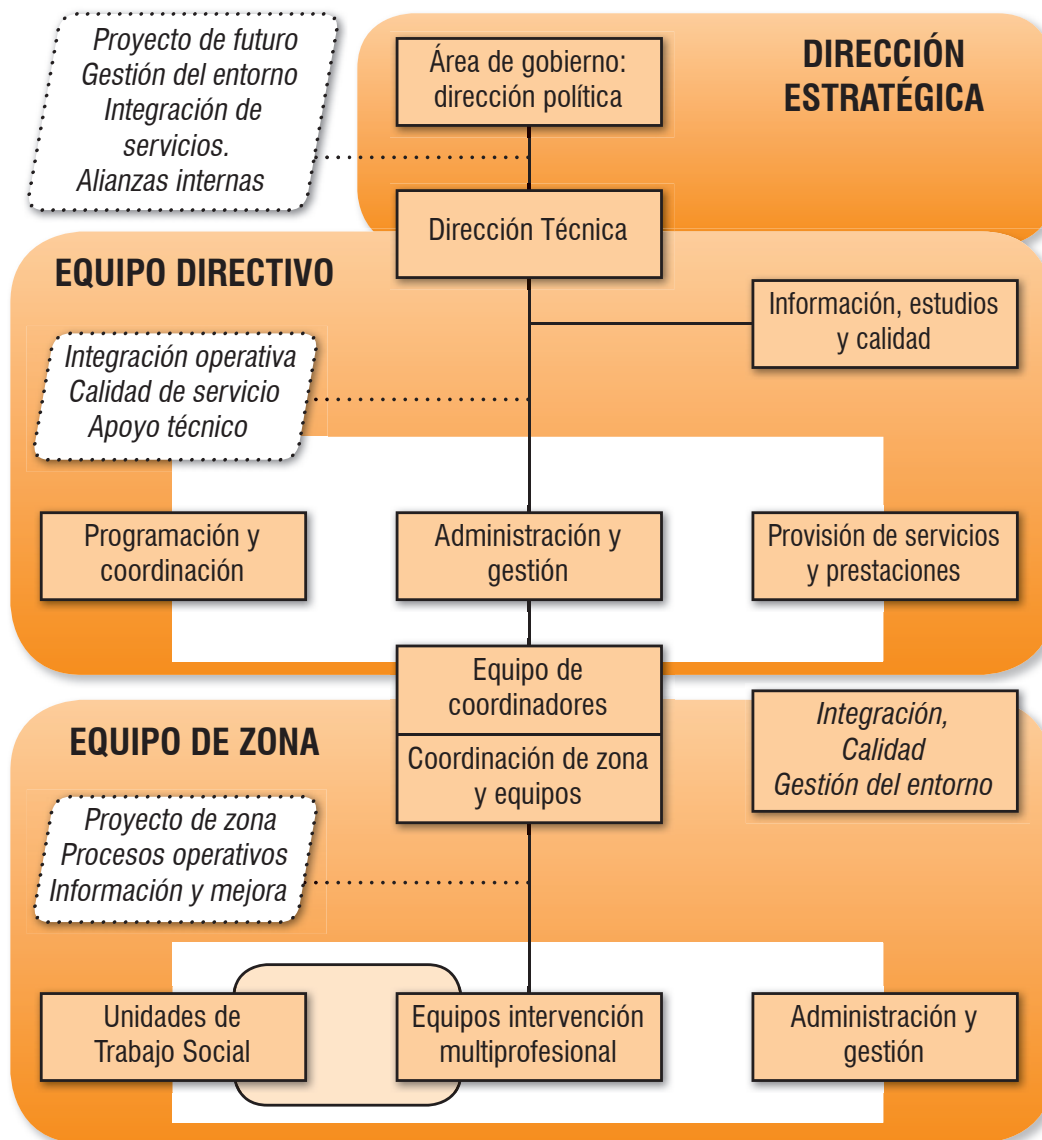 Proyecto de futuro
Gestión del entorno
Integración de
servicios.
Alianzas internas
Área de gobierno:
dirección política
DIRECCIÓN
ESTRATÉGICA
Dirección Técnica
EQUIPO DIRECTIVO
Información, estudios
y calidad
Integración operativa
Calidad de servicio
Apoyo técnico
Programación y
coordinación
Administración y
gestión
Provisión de servicios
y prestaciones
Equipo de
coordinadores
EQUIPO DE ZONA
Coordinación de zona
y equipos
Integración,
Calidad
Gestión del entorno
Proyecto de zona
Procesos operativos
Información y mejora
Unidades de
Trabajo Social
Equipos intervención
multiprofesional
Administración y
gestión